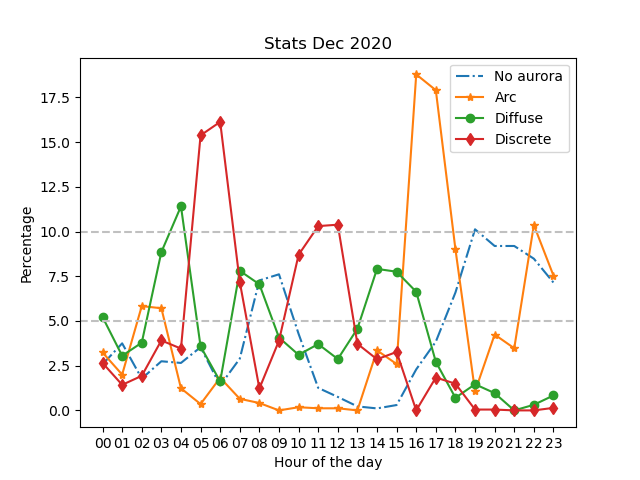 Stats Dec 2020
No aurora
Arc
Diffuse
Discrete
Percentage
17.5
15.0
12.5
10.0
7.5
5.0
2.5
0.0
00 01 02 03 04 05 06 07 08 09 10 11 12 13 14 15 16 17 18 19 20 21 22 23
Hour of the day